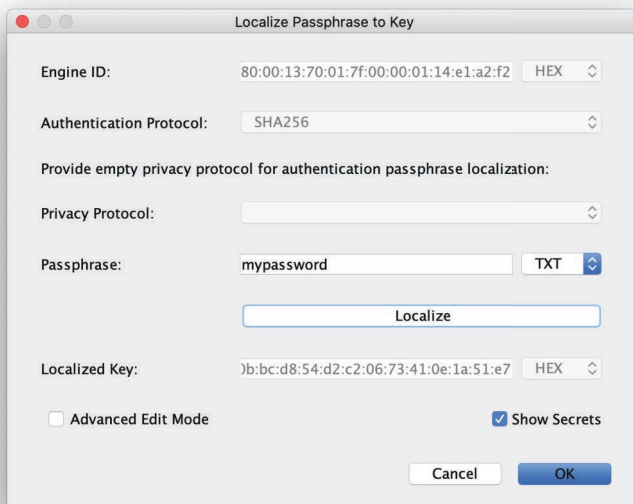 Localize Passphrase to Key
Engine ID: 80:00:13:70:01:7f:00:00:01:14:e1:a2:f2 HEX
Authentication Protocol: SHA256
Provide empty privacy protocol for authentication passphrase localization:
Privacy Protocol:
Passphrase: mypassword TXT
Localize
Localized Key: b:bc:d8:54:d2:c2:06:73:41:0e:1a:51:e7 HEX
Advanced Edit Mode Show Secrets
Cancel OK